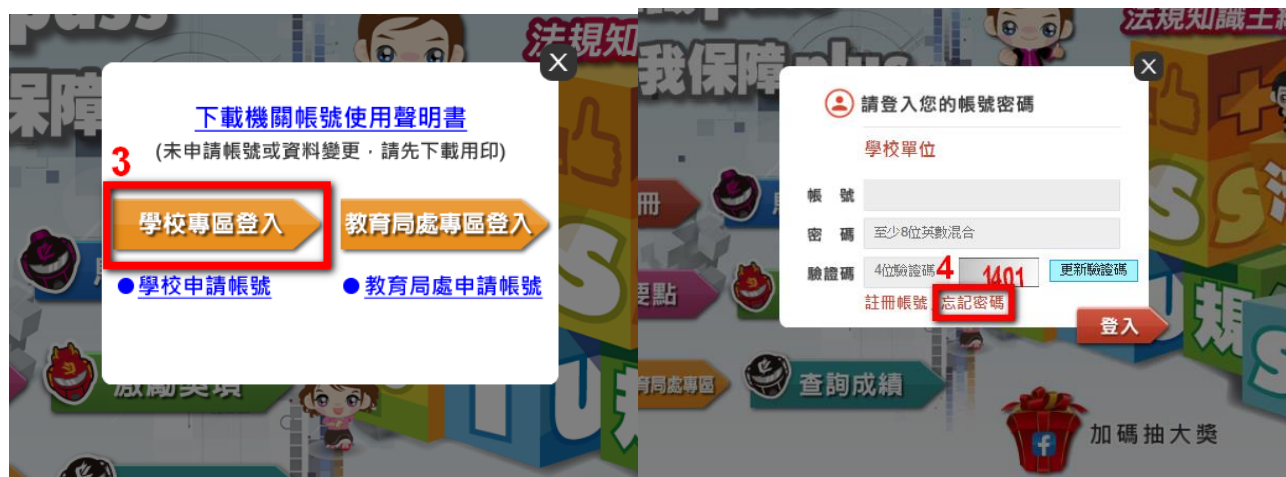 法規知
保障
下載機關帳號使用聲明書
(未申請帳號或資料變更，請先下載用印)
3
學校專區登入
教育局處專區登入
●學校申請帳號
●教育局處申請帳號
激勵獎項
法規知識王
我保障plus
請登入您的帳號密碼
學校單位
帳 號
密 碼
至少8位英數混合
驗證碼
4位驗證碼
4
1401
更新驗證碼
註冊帳號
忘記密碼
登入
冊
要點
育局處專區
查詢成績
規
加碼抽大獎